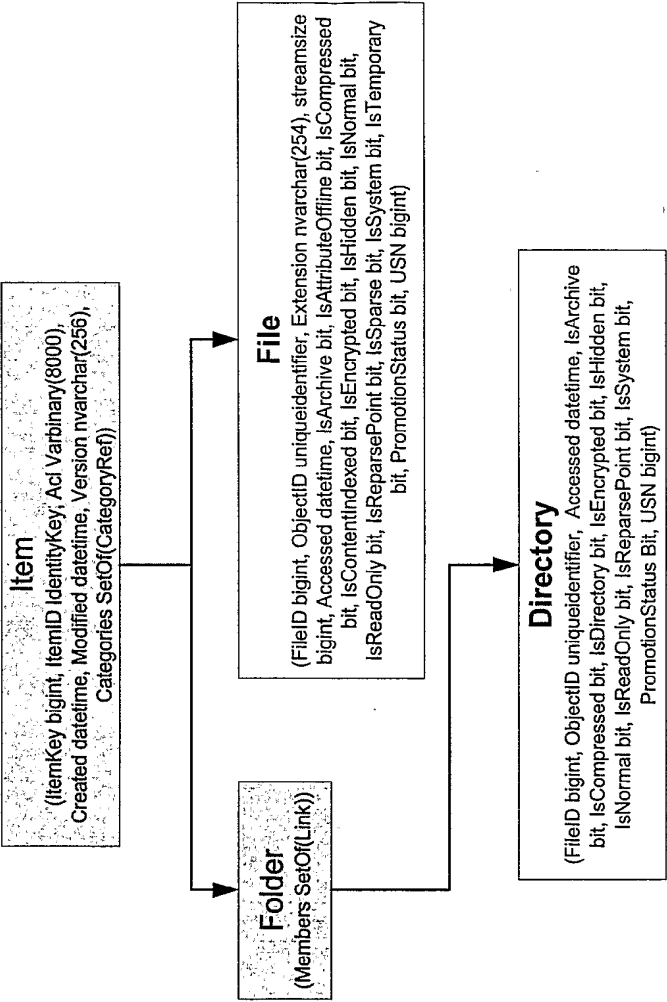 Item
(ItemKey bigint, ItemID IdentityKey, Acl Varbinary(8000),
Created datetime, Modified datetime, Version nvarchar(256),
Categories SetOf(CategoryRef))
Folder
(Members SetOf(Link))
File
(FileID bigint, ObjectID uniqueidentifier, Extension nvarchar(254), streamsize
bigint, Accessed datetime, IsArchive bit, IsAttributeOffline bit, IsCompressed
bit, IsContentIndexed bit, IsEncrypted bit, IsHidden bit, IsNormal bit,
IsReadOnly bit, IsReparsePoint bit, IsSparse bit, IsSystem bit, IsTemporary
bit, PromotionStatus bit, USN bigint)
Directory
(FileID bigint, ObjectID uniqueidentifier, Accessed datetime, IsArchive
bit, IsCompressed bit, IsDirectory bit, IsEncrypted bit, IsHidden bit,
IsNormal bit, IsReadOnly bit, IsReparsePoint bit, IsSystem bit,
PromotionStatus Bit, USN bigint)